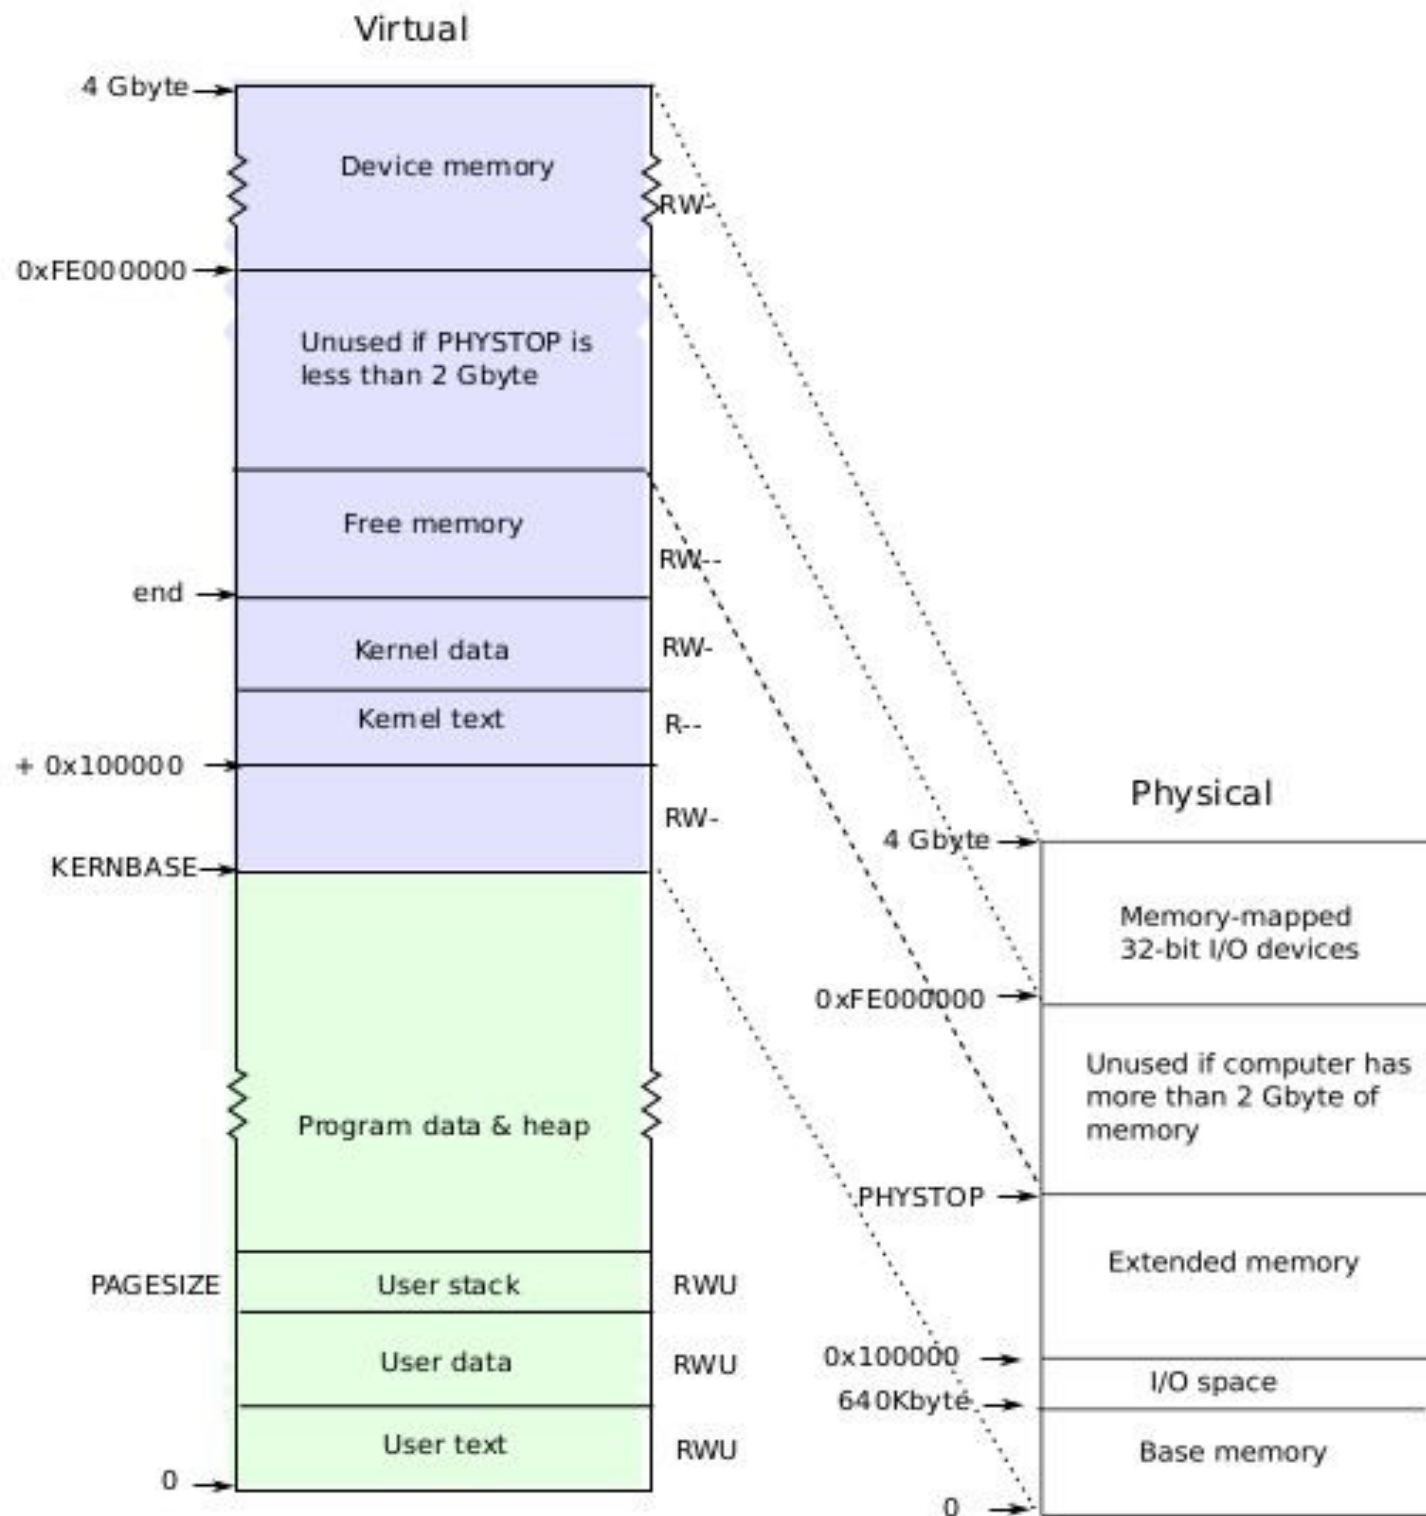 Virtual
4 Gbyte
Device memory
RW-
0xFE000000
Unused if PHYSTOP is
less than 2 Gbyte
Free memory
RW--
end
Kernel data
RW-
Kernel text
R--
+ 0x100000
RW-
KERNBASE
Program data & heap
PAGESIZE
User stack
RWU
User data
RWU
User text
RWU
0
Physical
4 Gbyte
Memory-mapped
32-bit I/O devices
0xFE000000
Unused if computer has
more than 2 Gbyte of
memory
PHYSTOP
Extended memory
0x100000
I/O space
640Kbyte
Base memory
0